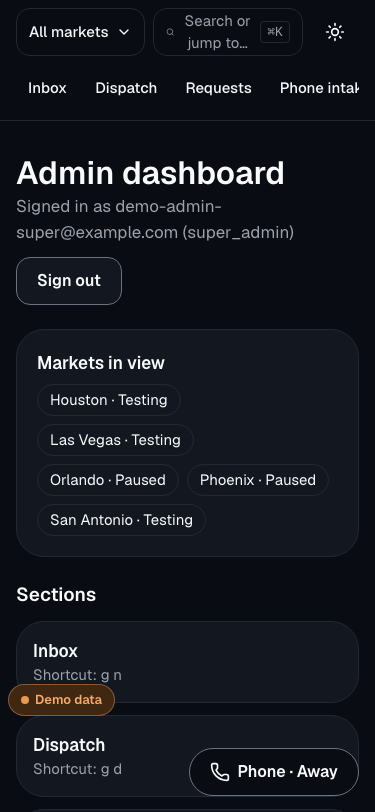 All markets
Search or
jump to...
⌘K
Inbox
Dispatch
Requests
Phone intak
Admin dashboard
Signed in as demo-admin-
super@example.com (super_admin)
Sign out
Markets in view
Houston · Testing
Las Vegas · Testing
Orlando · Paused
Phoenix · Paused
San Antonio · Testing
Sections
Inbox
Shortcut: g n
Demo data
Dispatch
Shortcut: g d
Phone · Away